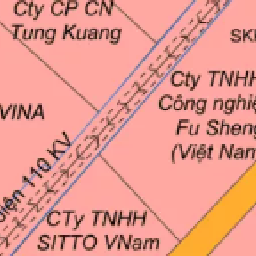 Cty CP CN
Tung Kuang
SK
Cty TNHH
Công nghiệ
Fu Sheng
(Việt Nam
VINA
điện 110 KV
CTy TNHH
SITTO VNam